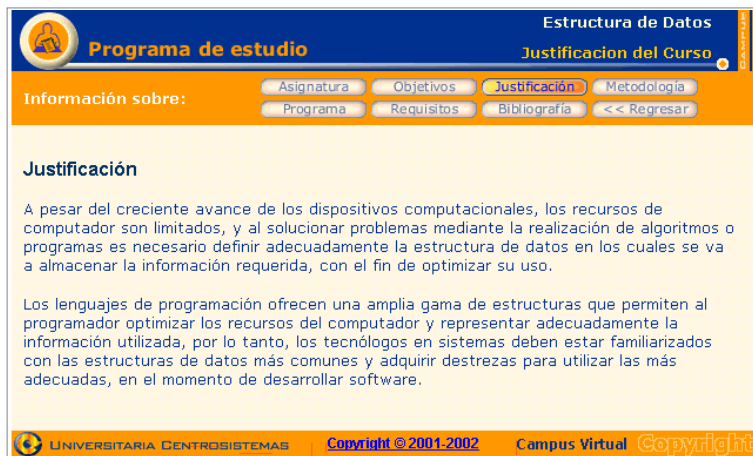 Estructura de Datos
Programa de estudio
Justificacion del Curso
CAMPUS
Información sobre:
Asignatura Objetivos Justificación Metodología
Programa Requisitos Bibliografía << Regresar
Justificación
A pesar del creciente avance de los dispositivos computacionales, los recursos de
computador son limitados, y al solucionar problemas mediante la realización de algoritmos o
programas es necesario definir adecuadamente la estructura de datos en los cuales se va
a almacenar la información requerida, con el fin de optimizar su uso.
Los lenguajes de programación ofrecen una amplia gama de estructuras que permiten al
programador optimizar los recursos del computador y representar adecuadamente la
información utilizada, por lo tanto, los tecnólogos en sistemas deben estar familiarizados
con las estructuras de datos más comunes y adquirir destrezas para utilizar las más
adecuadas, en el momento de desarrollar software.
UNIVERSITARIA CENTROSISTEMAS Copyright © 2001-2002 Campus Virtual Copyright